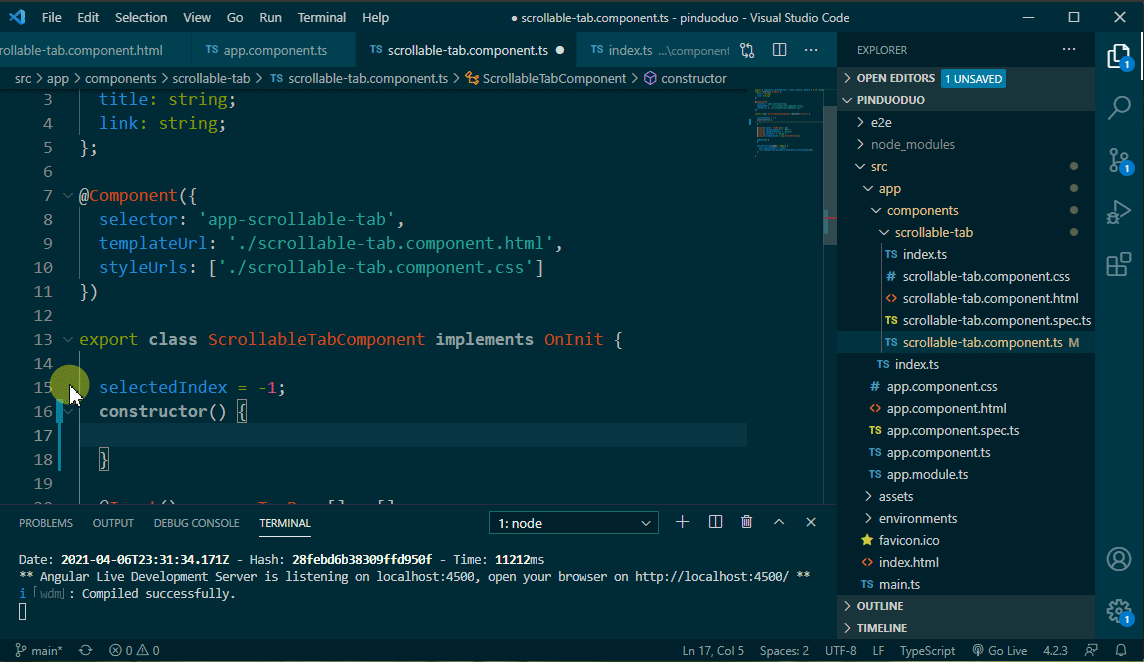 File Edit Selection View Go Run Terminal Help
● scrollable-tab.component.ts - pinduoduo - Visual Studio Code
rollable-tab.component.html
TS app.component.ts
TS scrollable-tab.component.ts ●
TS index.ts ...\component
src > app > components > scrollable-tab > TS scrollable-tab.component.ts > ScrollableTabComponent > constructor
3 title: string;
4 link: string;
5 };
6
7 @Component({
8 selector: 'app-scrollable-tab',
9 templateUrl: './scrollable-tab.component.html',
10 styleUrls: ['./scrollable-tab.component.css']
11 })
12
13 export class ScrollableTabComponent implements OnInit {
14
15 selectedIndex = -1;
16 constructor() {
17
18 }
19
PROBLEMS OUTPUT DEBUG CONSOLE TERMINAL
1: node
Date: 2021-04-06T23:31:34.171Z - Hash: 28febd6b38309ffd950f - Time: 11212ms
** Angular Live Development Server is listening on localhost:4500, open your browser on http://localhost:4500/ **
i ｢wdm｣: Compiled successfully.
EXPLORER
OPEN EDITORS 1 UNSAVED
PINDUODUO
e2e
node_modules
src
app
components
scrollable-tab
TS index.ts
# scrollable-tab.component.css
<> scrollable-tab.component.html
TS scrollable-tab.component.spec.ts
TS scrollable-tab.component.ts M
TS index.ts
# app.component.css
<> app.component.html
TS app.component.spec.ts
TS app.component.ts
TS app.module.ts
assets
environments
favicon.ico
<> index.html
TS main.ts
OUTLINE
TIMELINE
1
1
1
main* 0 0
Ln 17, Col 5 Spaces: 2 UTF-8 LF TypeScript Go Live 4.2.3